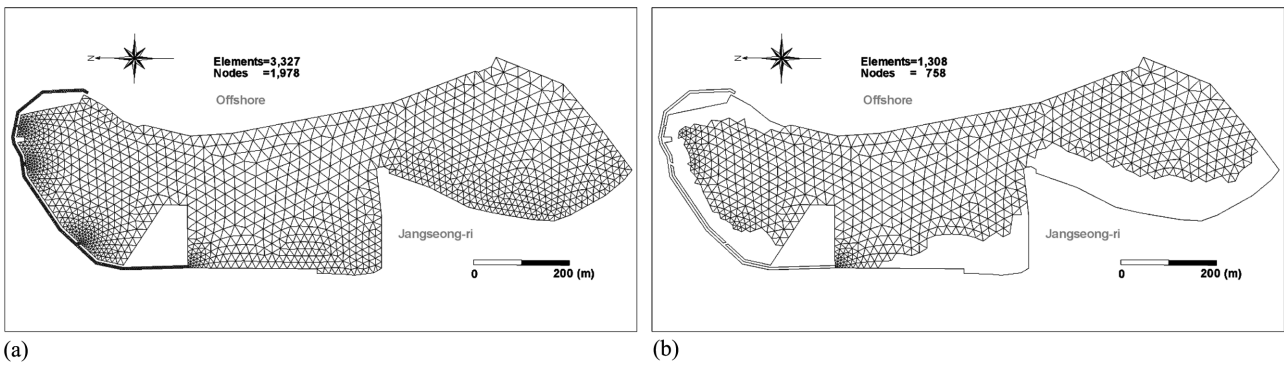 N
Elements=3,327
Nodes =1,978
Offshore
Jangseong-ri
0 200 (m)
(a)
N
Elements=1,308
Nodes = 758
Offshore
Jangseong-ri
0 200 (m)
(b)